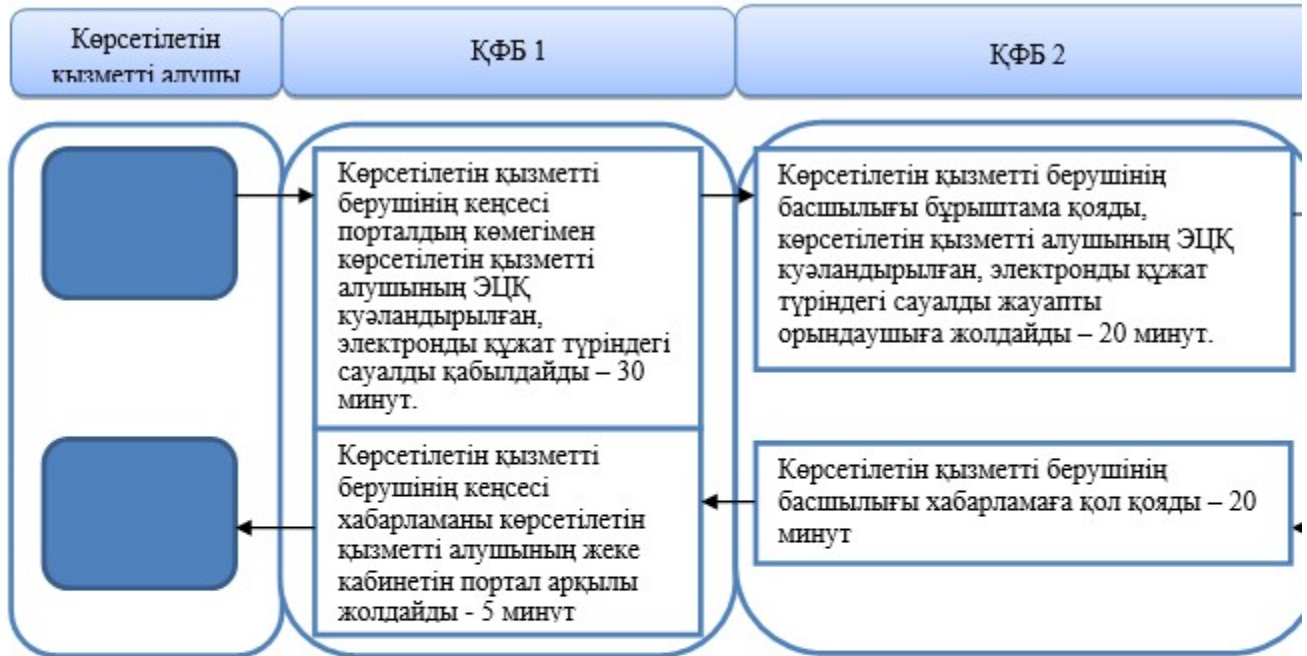 Көрсетілетін
қызметті алушы
ҚФБ 1
ҚФБ 2
Көрсетілетін қызметті
берушінің кеңсесі
порталдың көмегімен
көрсетілетін қызметті
алушының ЭЦҚ
куәландырылған,
электронды құжат түріндегі
сауалды қабылдайды – 30
минут.
Көрсетілетін қызметті берушінің
басшылығы бұрыштама қояды,
көрсетілетін қызметті алушының ЭЦҚ
куәландырылған, электронды құжат
түріндегі сауалды жауапты
орындаушыға жолдайды – 20 минут.
Көрсетілетін қызметті
берушінің кеңсесі
хабарламаны көрсетілетін
қызметті алушының жеке
кабинетін портал арқылы
жолдайды - 5 минут
Көрсетілетін қызметті берушінің
басшылығы хабарламаға қол қояды – 20
минут